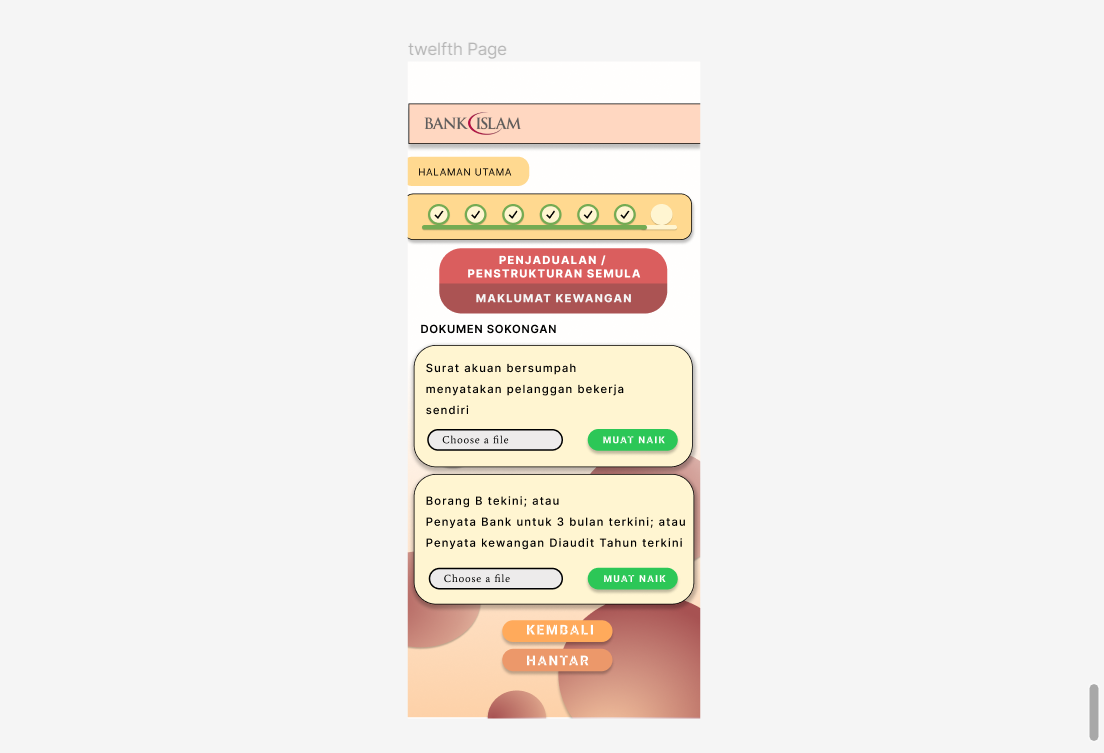 twelfth Page
BANK ISLAM
HALAMAN UTAMA
PENJADUALAN /
PENSTRUKTURAN SEMULA
MAKLUMAT KEWANGAN
DOKUMEN SOKONGAN
Surat akuan bersumpah
menyatakan pelanggan bekerja
sendiri
Choose a file
MUAT NAIK
Borang B tekini; atau
Penyata Bank untuk 3 bulan terkini; atau
Penyata kewangan Diaudit Tahun terkini
Choose a file
MUAT NAIK
KEMBALI
HANTAR